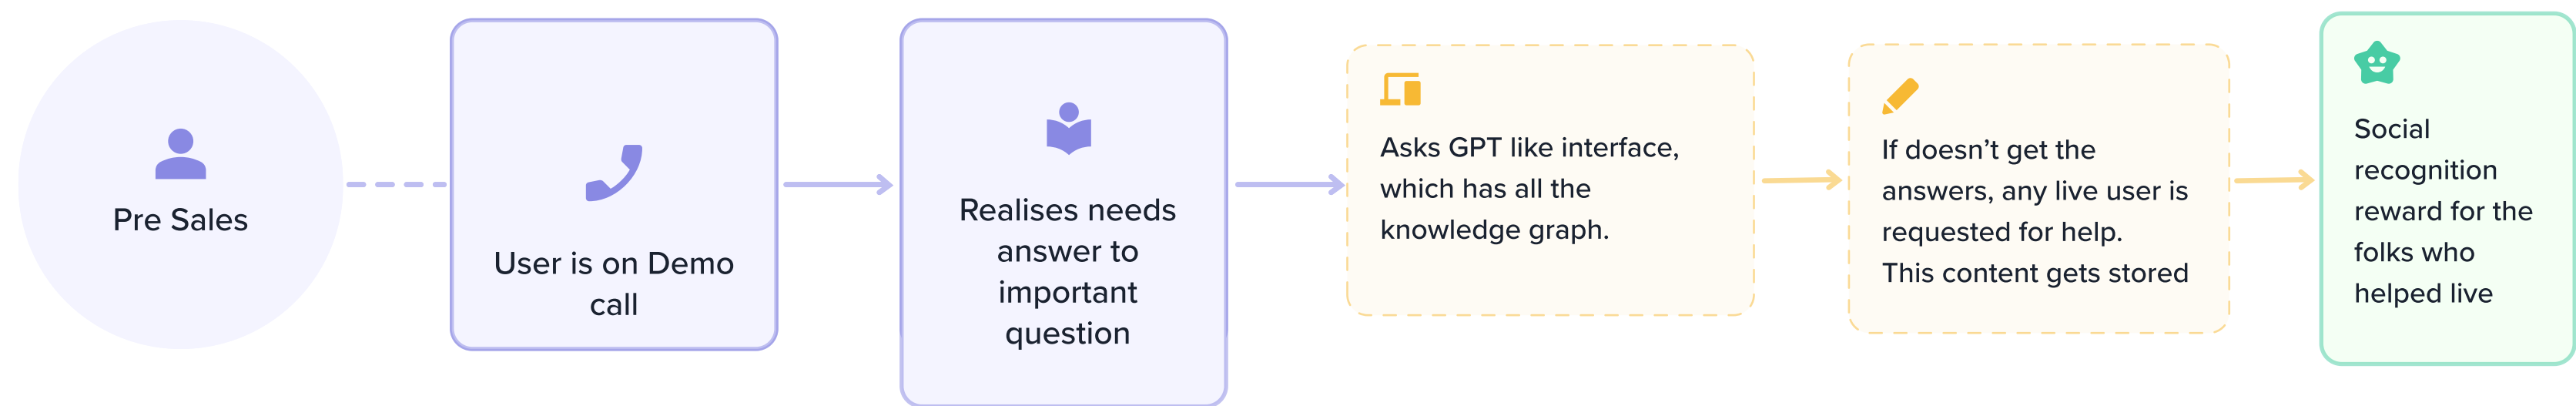 Pre Sales
User is on Demo
call
Realises needs
answer to
important
question
Asks GPT like interface,
which has all the
knowledge graph.
If doesn’t get the
answers, any live user is
requested for help.
This content gets stored
Social
recognition
reward for the
folks who
helped live